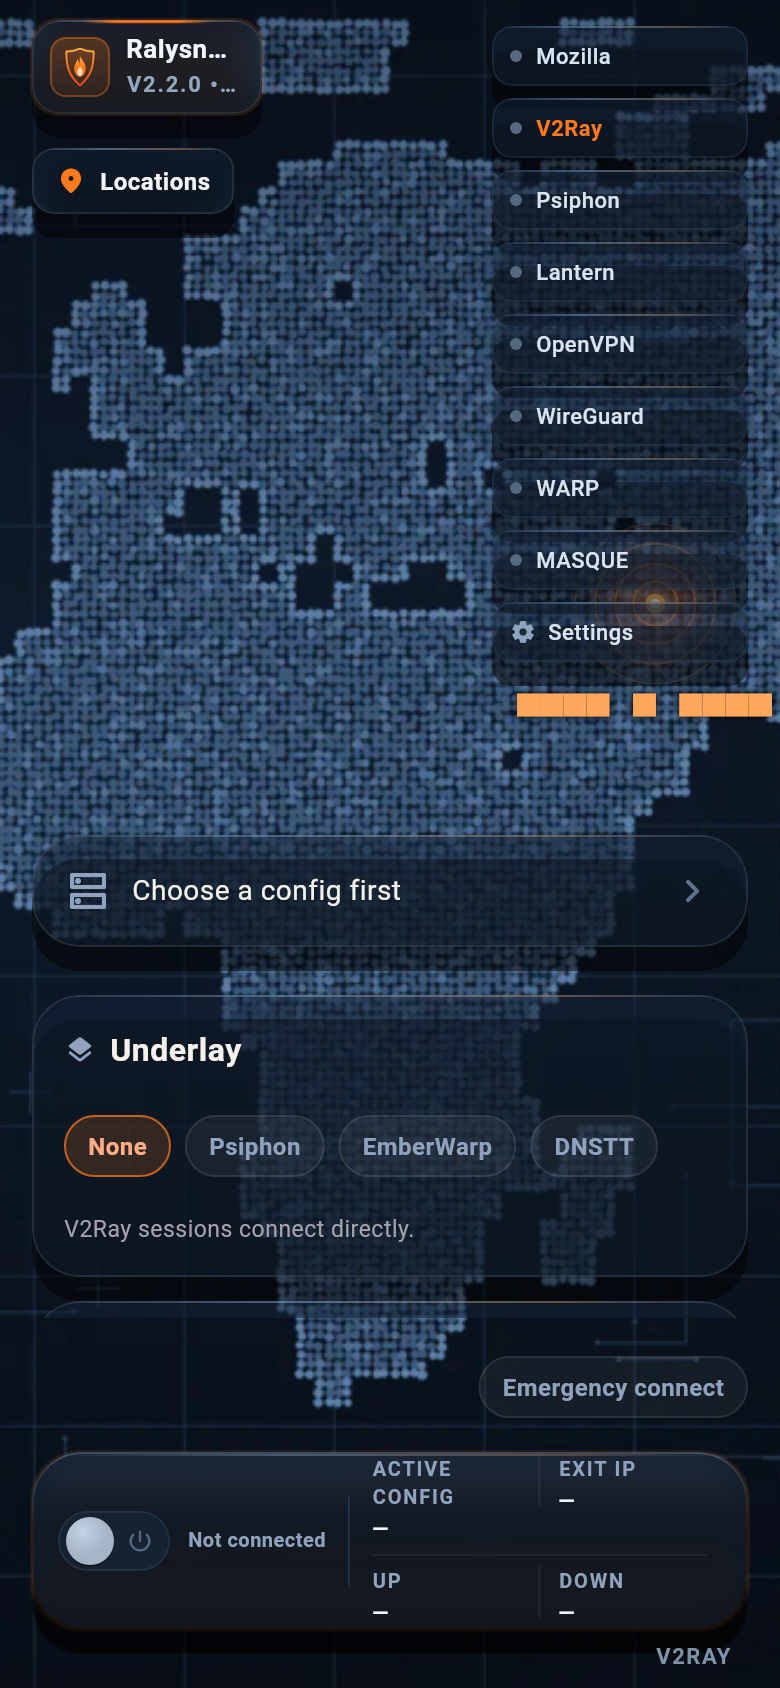 Ralysn...
V2.2.0 •...
Locations
Mozilla
V2Ray
Psiphon
Lantern
OpenVPN
WireGuard
WARP
MASQUE
Settings
Choose a config first
Underlay
None
Psiphon
EmberWarp
DNSTT
V2Ray sessions connect directly.
Emergency connect
Not connected
ACTIVE
CONFIG
—
EXIT IP
—
UP
—
DOWN
—
V2RAY